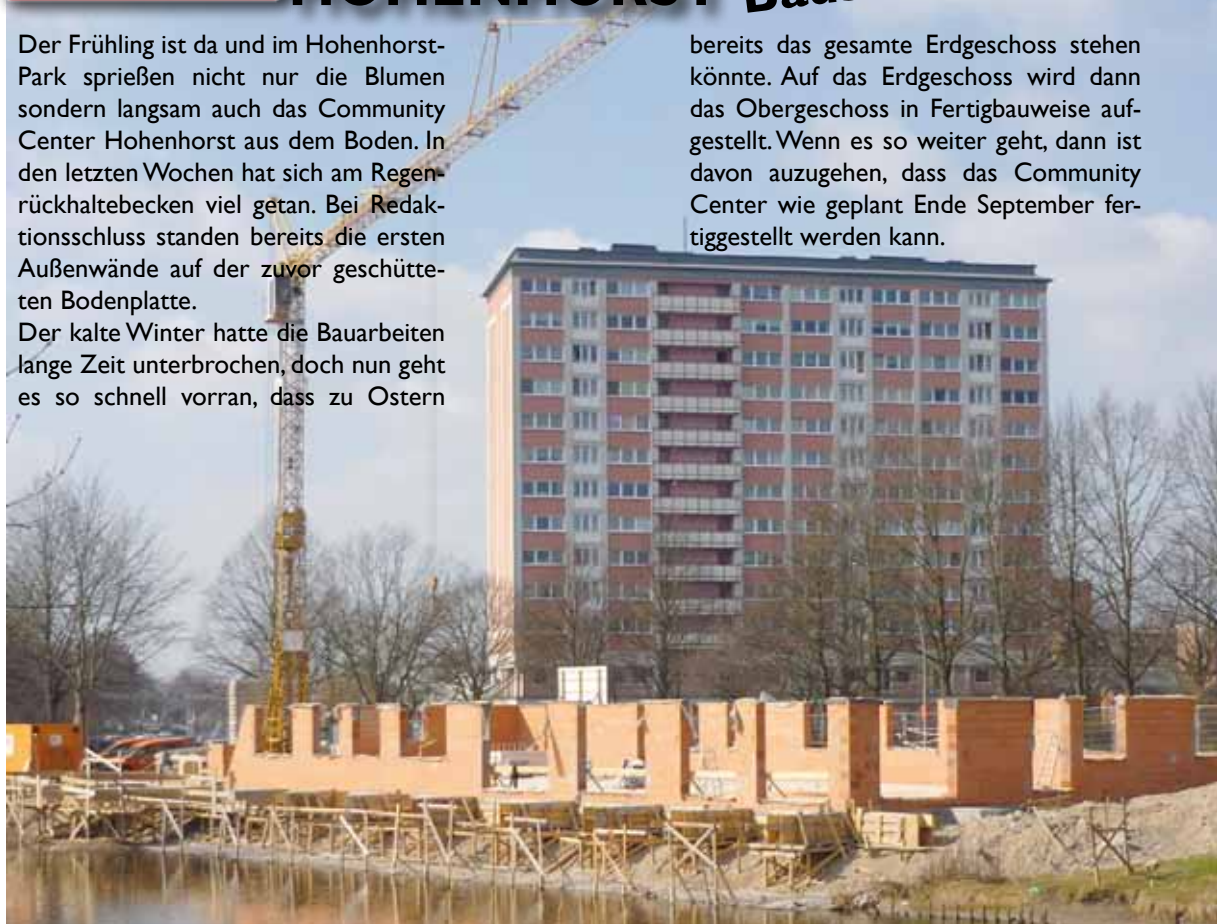 HOHENHORST
Der Frühling ist da und im Hohenhorst-
Park sprießen nicht nur die Blumen
sondern langsam auch das Community
Center Hohenhorst aus dem Boden. In
den letzten Wochen hat sich am Regen-
rückhaltebecken viel getan. Bei Redak-
tionsschluss standen bereits die ersten
Außenwände auf der zuvor geschütte-
ten Bodenplatte.
Der kalte Winter hatte die Bauarbeiten
lange Zeit unterbrochen, doch nun geht
es so schnell vorran, dass zu Ostern
bereits das gesamte Erdgeschoss stehen
könnte. Auf das Erdgeschoss wird dann
das Obergeschoss in Fertigbauweise auf-
gestellt. Wenn es so weiter geht, dann ist
davon auszugehen, dass das Community
Center wie geplant Ende September fer-
tiggestellt werden kann.